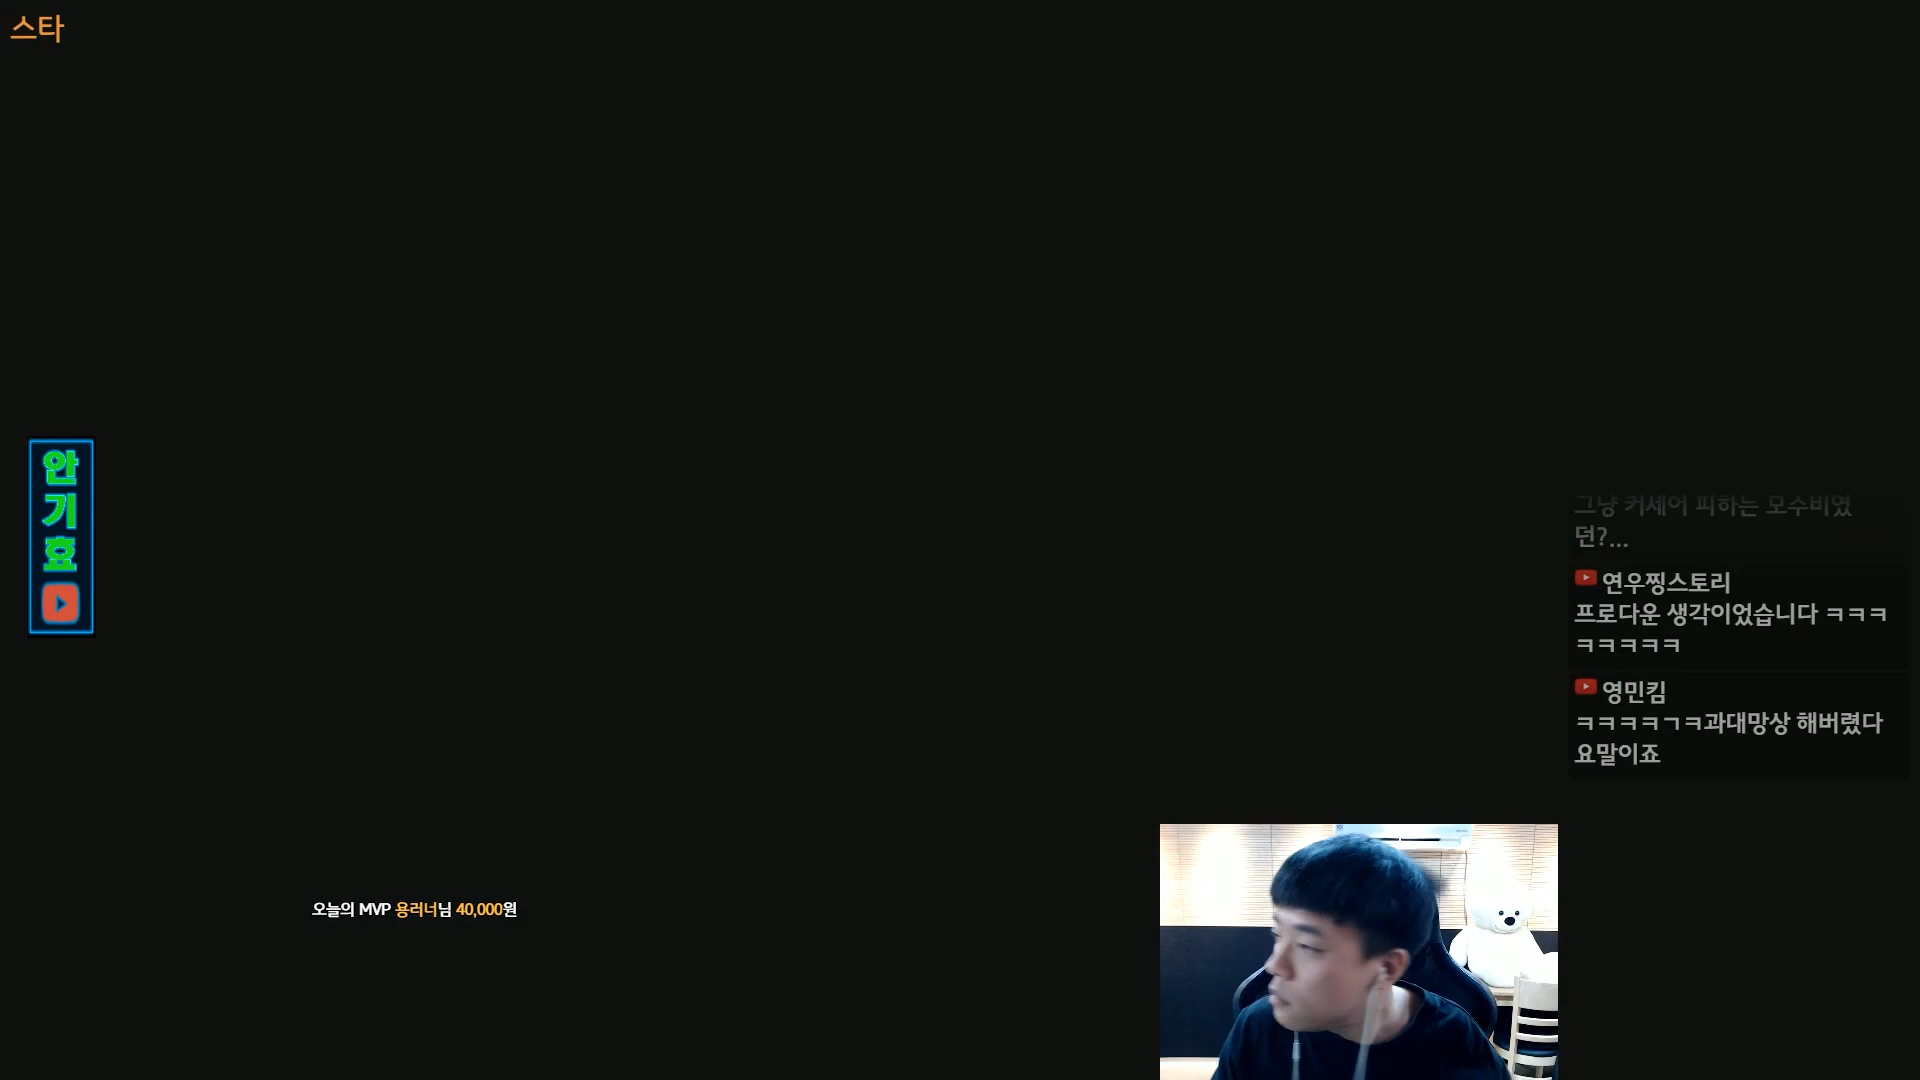 스타
안
기
효
그냥 커세어 피하는 모수비였
던?...
연우찡스토리
프로다운 생각이었습니다 ㅋㅋㅋ
ㅋㅋㅋㅋㅋ
영민킴
ㅋㅋㅋㅋㄱㅋ과대망상 해버렸다
요말이죠
오늘의 MVP 용러너님 40,000원